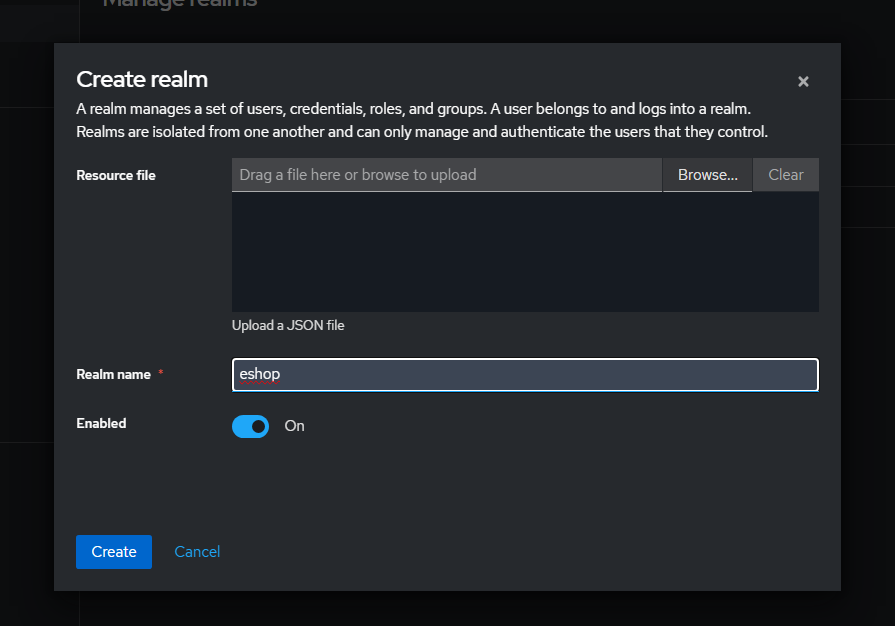 Manage realms
Create realm
A realm manages a set of users, credentials, roles, and groups. A user belongs to and logs into a realm.
Realms are isolated from one another and can only manage and authenticate the users that they control.
Resource file
Drag a file here or browse to upload
Browse...
Clear
Upload a JSON file
Realm name *
eshop
Enabled
On
Create
Cancel